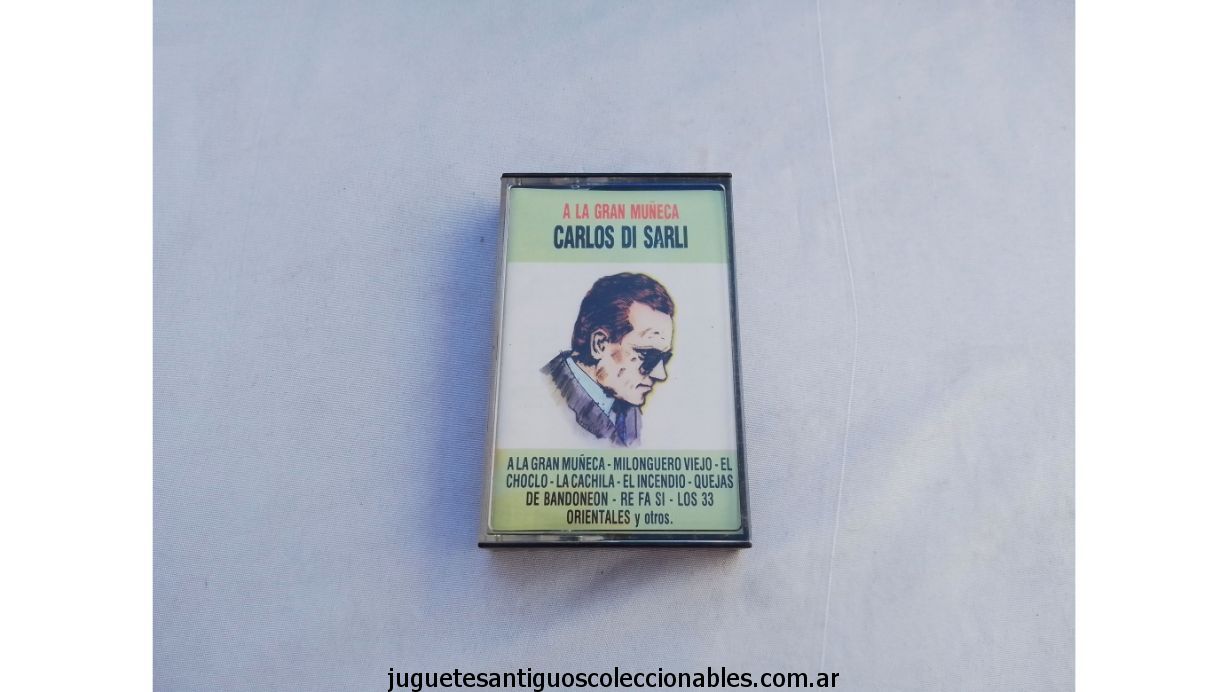 A LA GRAN MUÑECA
CARLOS DI SARLI
A LA GRAN MUÑECA - MILONGUERO VIEJO - EL
CHOCLO - LA CACHILA - EL INCENDIO - QUEJAS
DE BANDONEON - RE FA SI - LOS 33
ORIENTALES y otros.
juguetesantiguoscoleccionables.com.ar